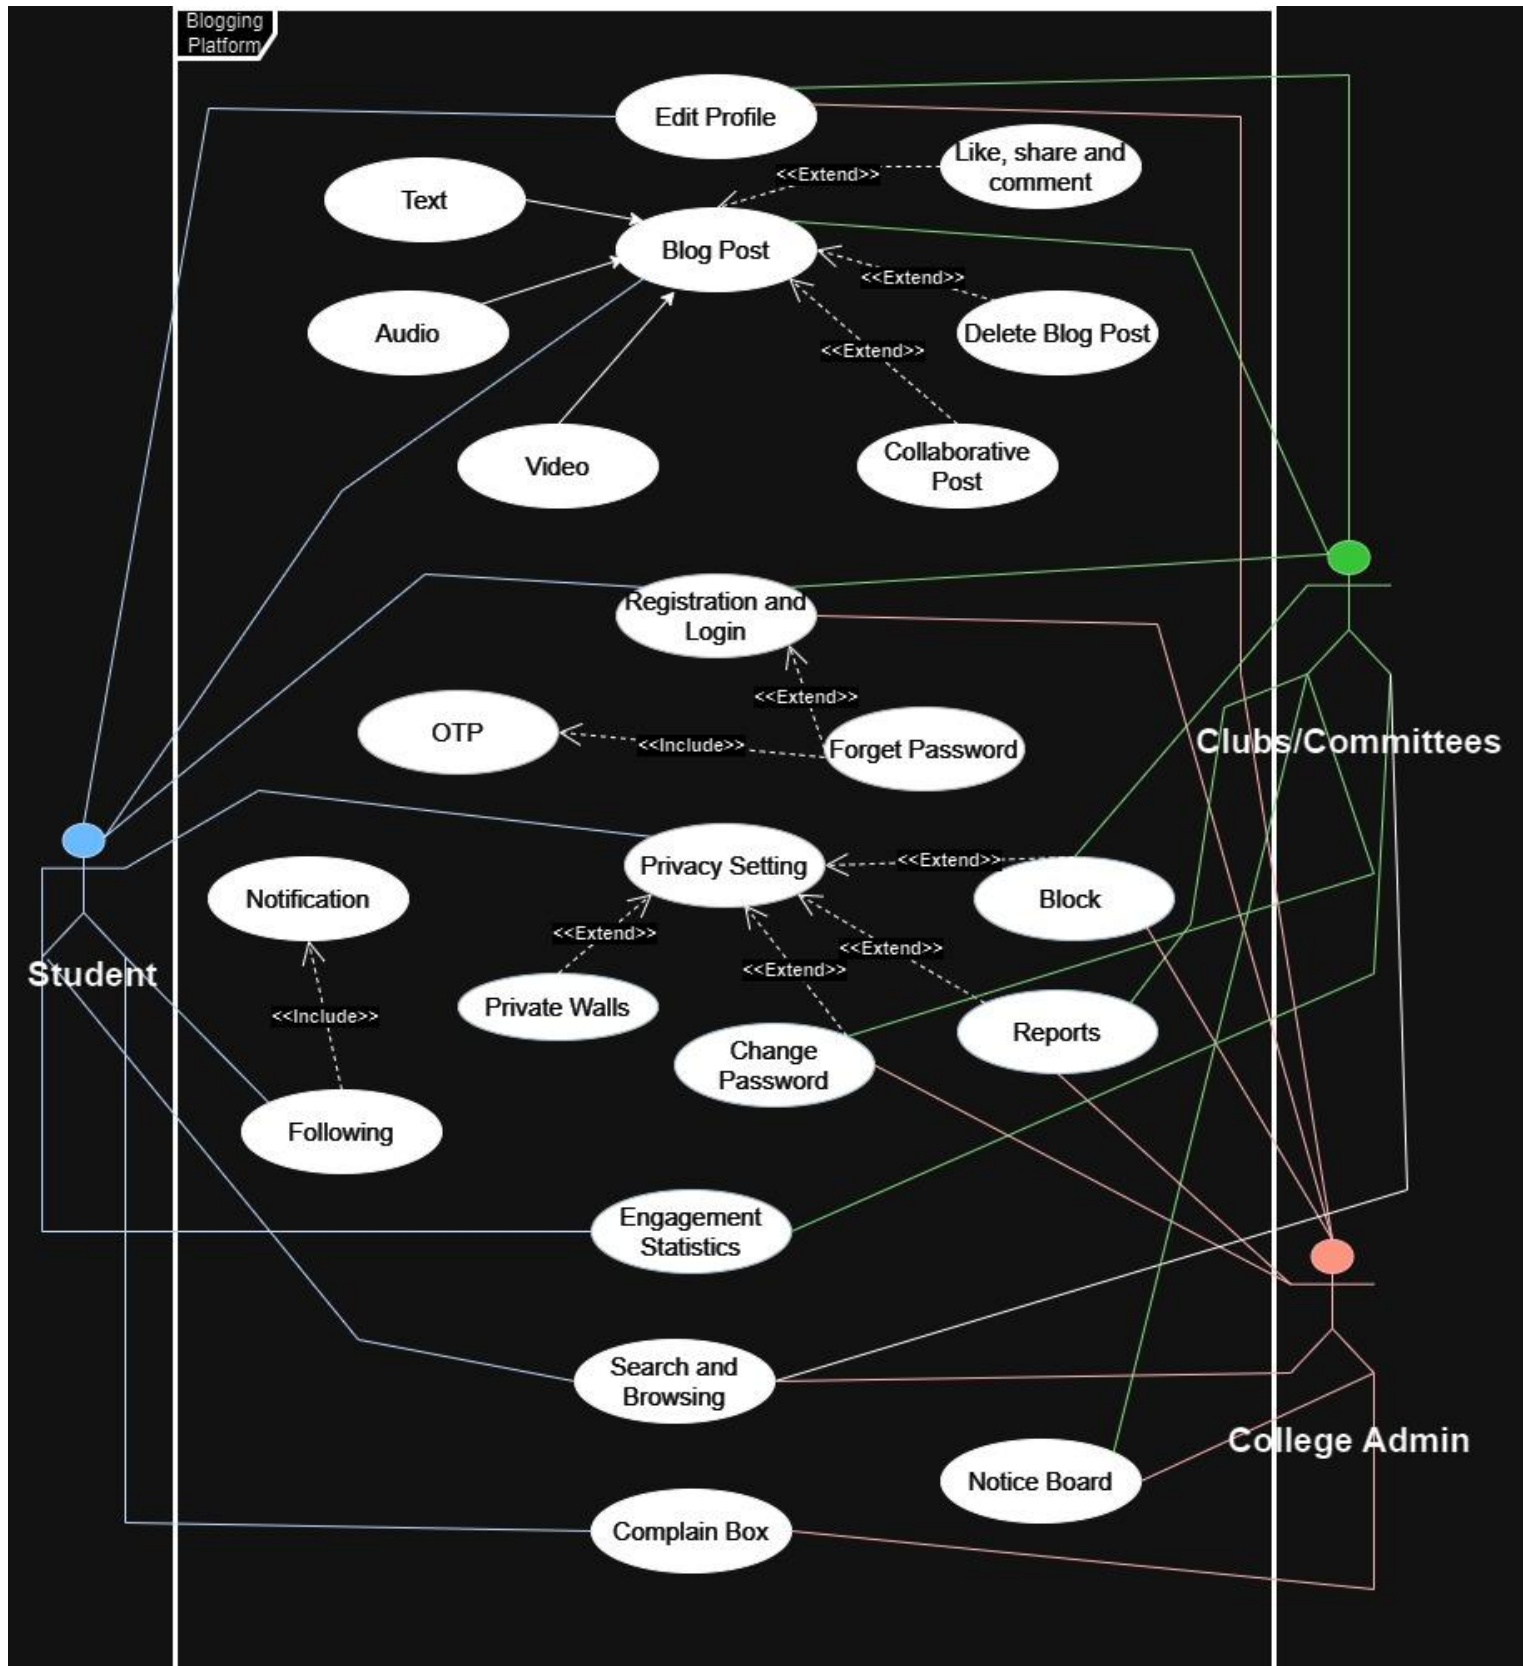 Blogging
Platform
Edit Profile
Like, share and
comment
<<Extend>>
Text
Blog Post
<<Extend>>
Audio
Delete Blog Post
<<Extend>>
Video
Collaborative
Post
Registration and
Login
<<Extend>>
OTP
<<Include>>
Forget Password
Clubs/Committees
Privacy Setting
<<Extend>>
Notification
Block
<<Extend>>
<<Extend>>
<<Extend>>
Student
Private Walls
<<Include>>
Reports
Change
Password
Following
Engagement
Statistics
Search and
Browsing
College Admin
Notice Board
Complain Box